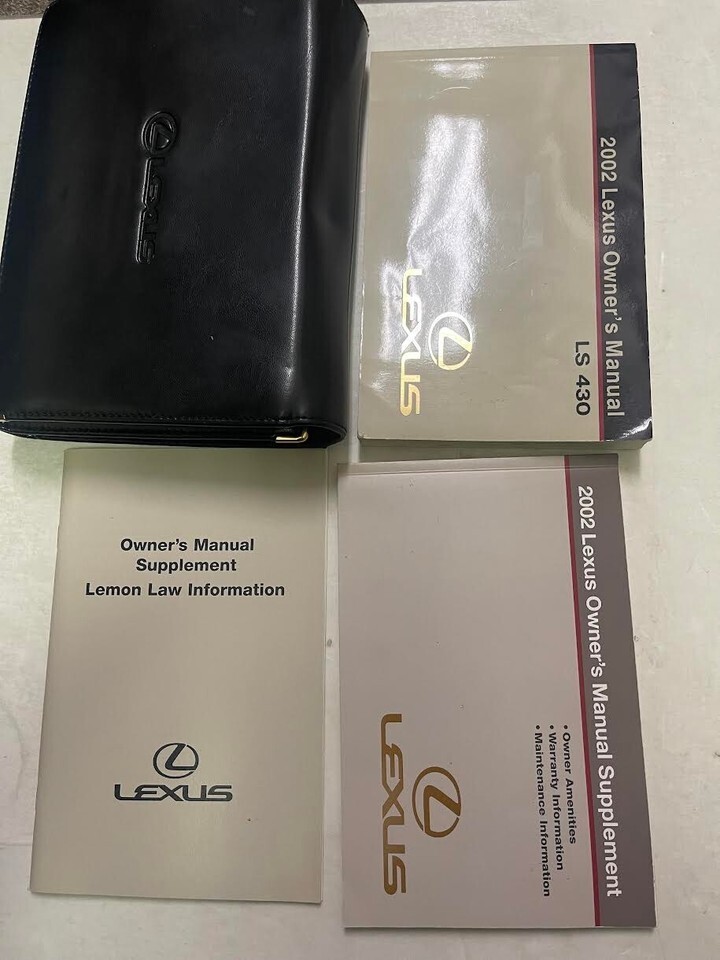 LEXUS
2002 Lexus Owner's Manual
LS 430
LEXUS
Owner's Manual
Supplement
Lemon Law Information
LEXUS
2002 Lexus Owner's Manual Supplement
• Owner Amenities
• Warranty Information
• Maintenance Information
LEXUS